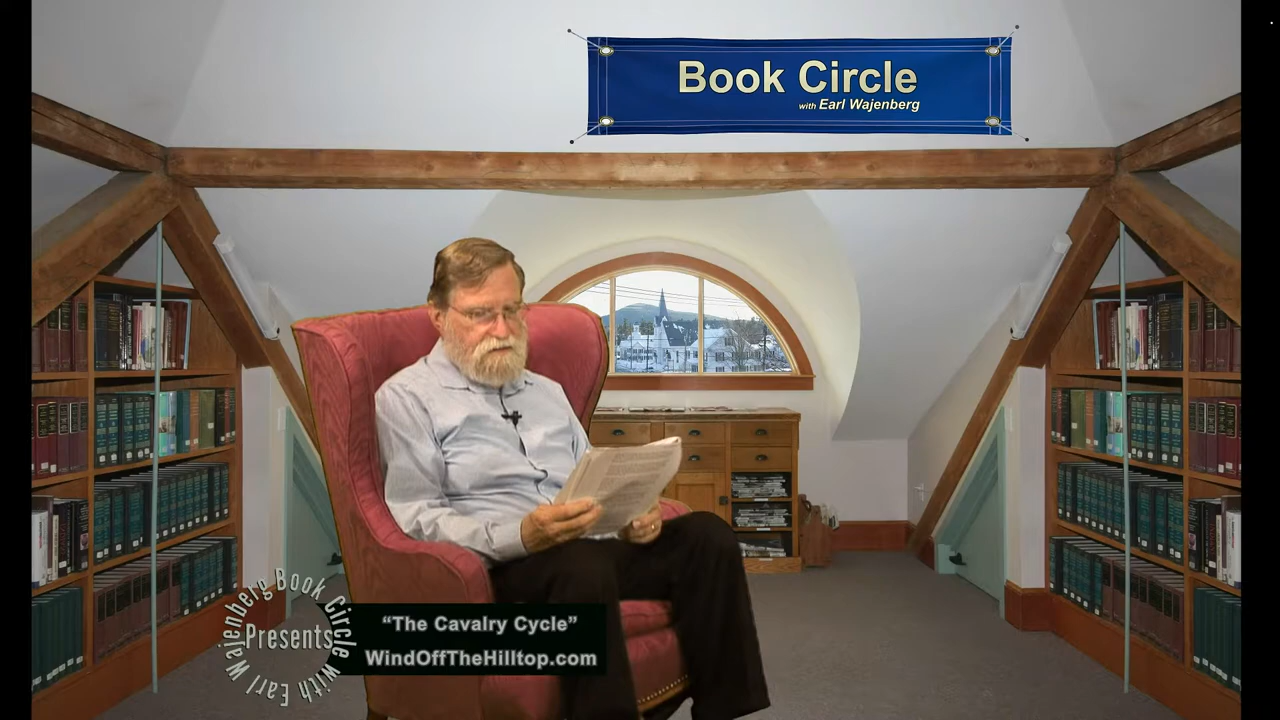 Book Circle
with Earl Wajenberg
Wajenberg Book Circle with Earl
Presents
“The Cavalry Cycle”
WindOffTheHilltop.com